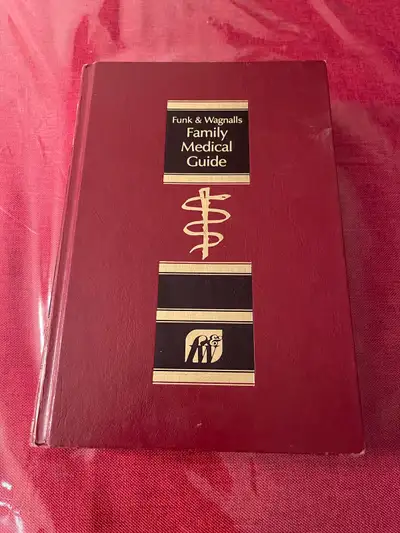 Funk & Wagnalls
Family
Medical
Guide
F&W